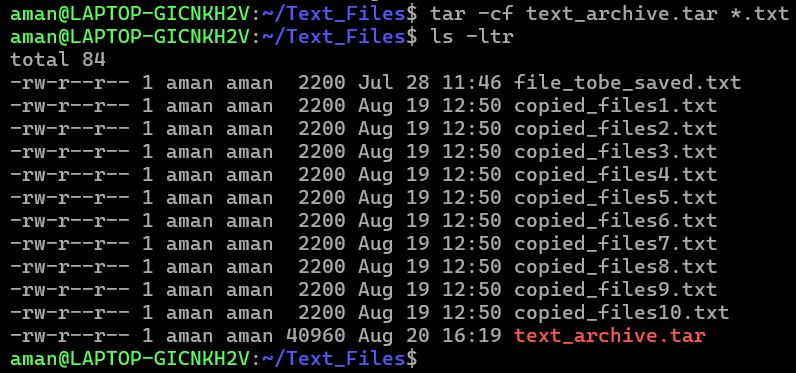 aman@LAPTOP-GICNKH2V:~/Text_Files$ tar -cf text_archive.tar *.txt
aman@LAPTOP-GICNKH2V:~/Text_Files$ ls -ltr
total 84
-rw-r--r-- 1 aman aman  2200 Jul 28 11:46 file_tobe_saved.txt
-rw-r--r-- 1 aman aman  2200 Aug 19 12:50 copied_files1.txt
-rw-r--r-- 1 aman aman  2200 Aug 19 12:50 copied_files2.txt
-rw-r--r-- 1 aman aman  2200 Aug 19 12:50 copied_files3.txt
-rw-r--r-- 1 aman aman  2200 Aug 19 12:50 copied_files4.txt
-rw-r--r-- 1 aman aman  2200 Aug 19 12:50 copied_files5.txt
-rw-r--r-- 1 aman aman  2200 Aug 19 12:50 copied_files6.txt
-rw-r--r-- 1 aman aman  2200 Aug 19 12:50 copied_files7.txt
-rw-r--r-- 1 aman aman  2200 Aug 19 12:50 copied_files8.txt
-rw-r--r-- 1 aman aman  2200 Aug 19 12:50 copied_files9.txt
-rw-r--r-- 1 aman aman  2200 Aug 19 12:50 copied_files10.txt
-rw-r--r-- 1 aman aman 40960 Aug 20 16:19 text_archive.tar
aman@LAPTOP-GICNKH2V:~/Text_Files$